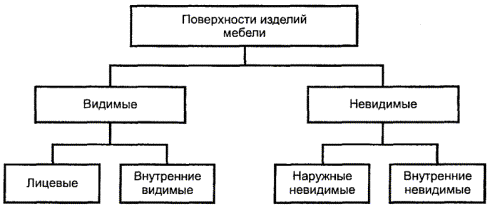 Поверхности изделий
мебели
Видимые
Невидимые
Лицевые
Внутренние
видимые
Наружные
невидимые
Внутренние
невидимые